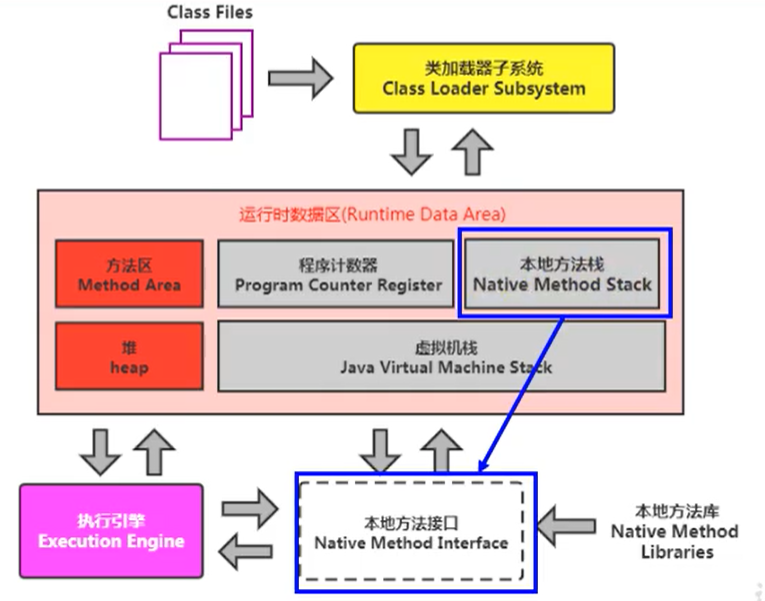 Class Files
类加载器子系统
Class Loader Subsystem
运行时数据区(Runtime Data Area)
方法区
Method Area
程序计数器
Program Counter Register
本地方法栈
Native Method Stack
堆
heap
虚拟机栈
Java Virtual Machine Stack
执行引擎
Execution Engine
本地方法接口
Native Method Interface
本地方法库
Native Method
Libraries